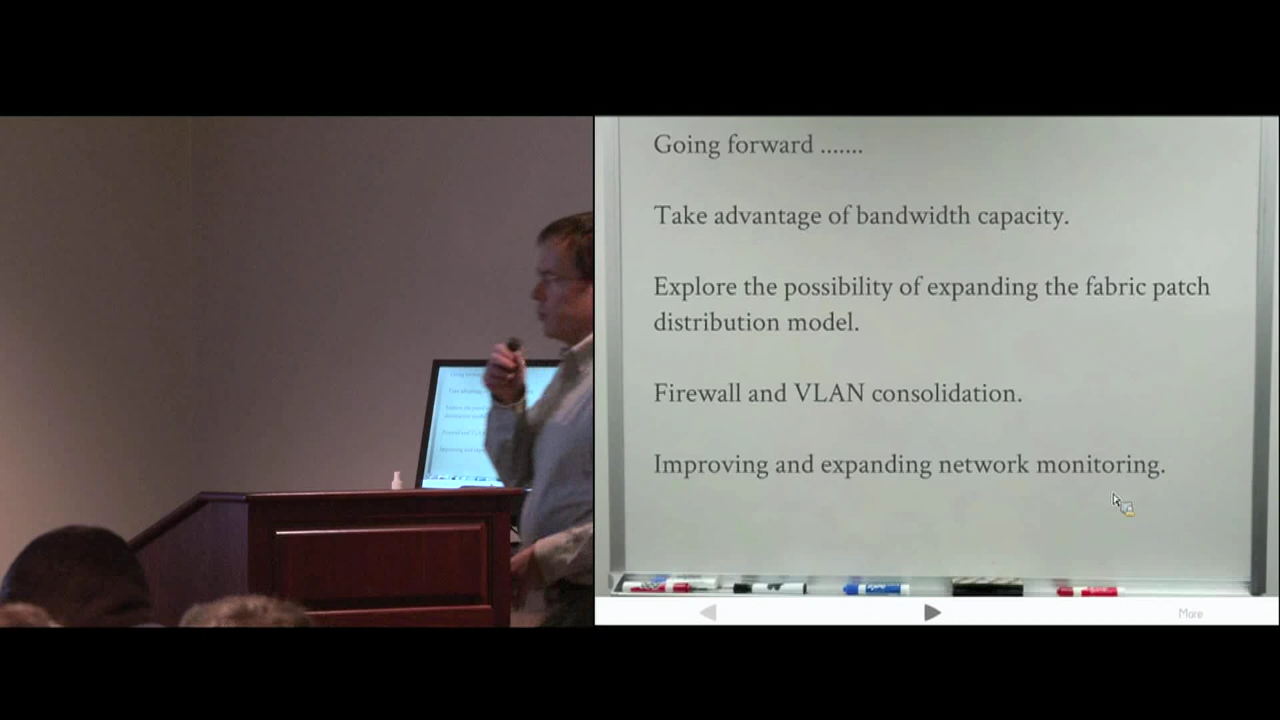 Going forward .......
Take advantage of bandwidth capacity.
Explore the possibility of expanding the fabric patch
distribution model.
Firewall and VLAN consolidation.
Improving and expanding network monitoring.
More